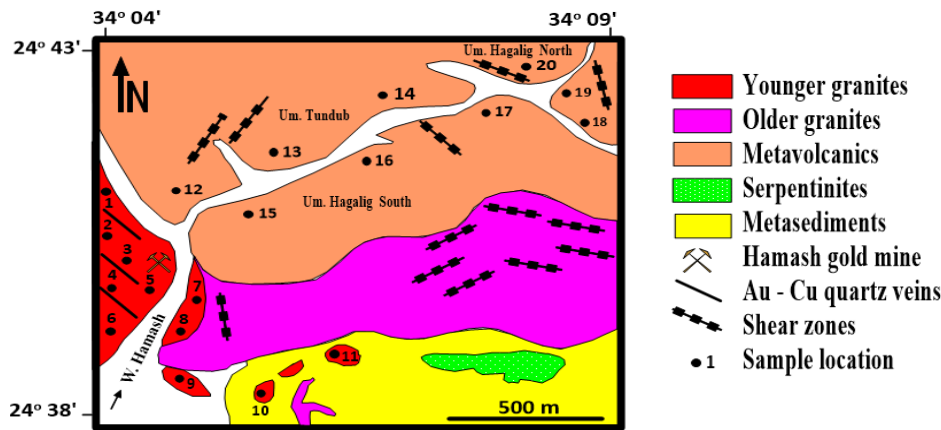 34° 04'
34° 09'
24° 43'
N
Um. Hagalig North
20
19
18
17
14
Um. Tundub
13
16
12
Um. Hagalig South
15
1
2
3
4
5
6
7
8
9
10
11
W. Hamash
24° 38'
500 m
Younger granites
Older granites
Metavolcanics
Serpentinites
Metasediments
Hamash gold mine
Au - Cu quartz veins
Shear zones
1 Sample location